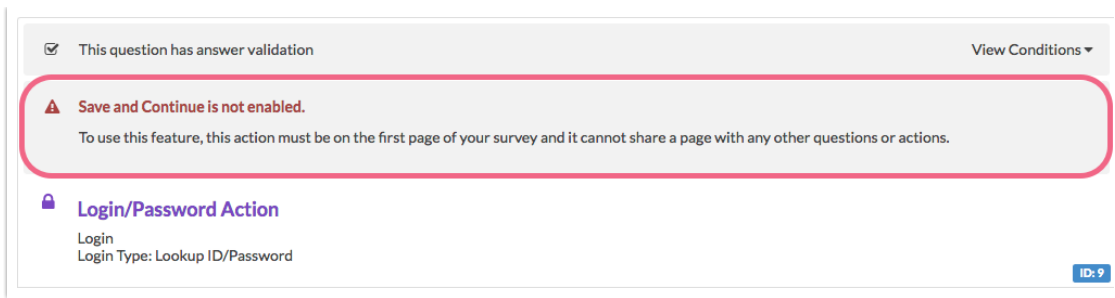 This question has answer validation View Conditions
Save and Continue is not enabled.
To use this feature, this action must be on the first page of your survey and it cannot share a page with any other questions or actions.
Login/Password Action
Login
Login Type: Lookup ID/Password
ID: 9